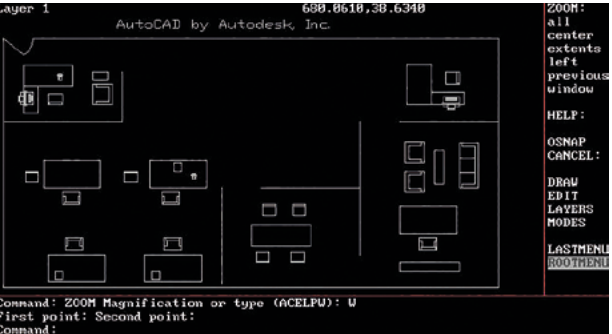 Layer 1
680.0610,38.6340
AutoCAD by Autodesk, Inc.
ZOOM:
all
center
extents
left
previous
window
HELP:
OSNAP
CANCEL:
DRAW
EDIT
LAYERS
MODES
LASTMENU
ROOTMENU
Command: ZOOM Magnification or type (ACELPW): W
First point: Second point:
Command: